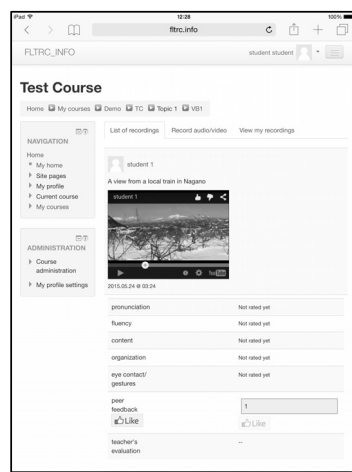 iPad
12:28
100%
fltrc.info
FLTRC_INFO
student student
Test Course
Home
My courses
Demo
TC
Topic 1
VB1
NAVIGATION
Home
My home
Site pages
My profile
Current course
My courses
ADMINISTRATION
Course
administration
My profile settings
List of recordings
Record audio/video
View my recordings
student 1
A view from a local train in Nagano
student 1
YouTube
2015.05.24 @ 03:24
pronunciation
Not rated yet
fluency
Not rated yet
content
Not rated yet
organization
Not rated yet
eye contact/
gestures
Not rated yet
peer
feedback
Like
1
Like
teacher's
evaluation
--